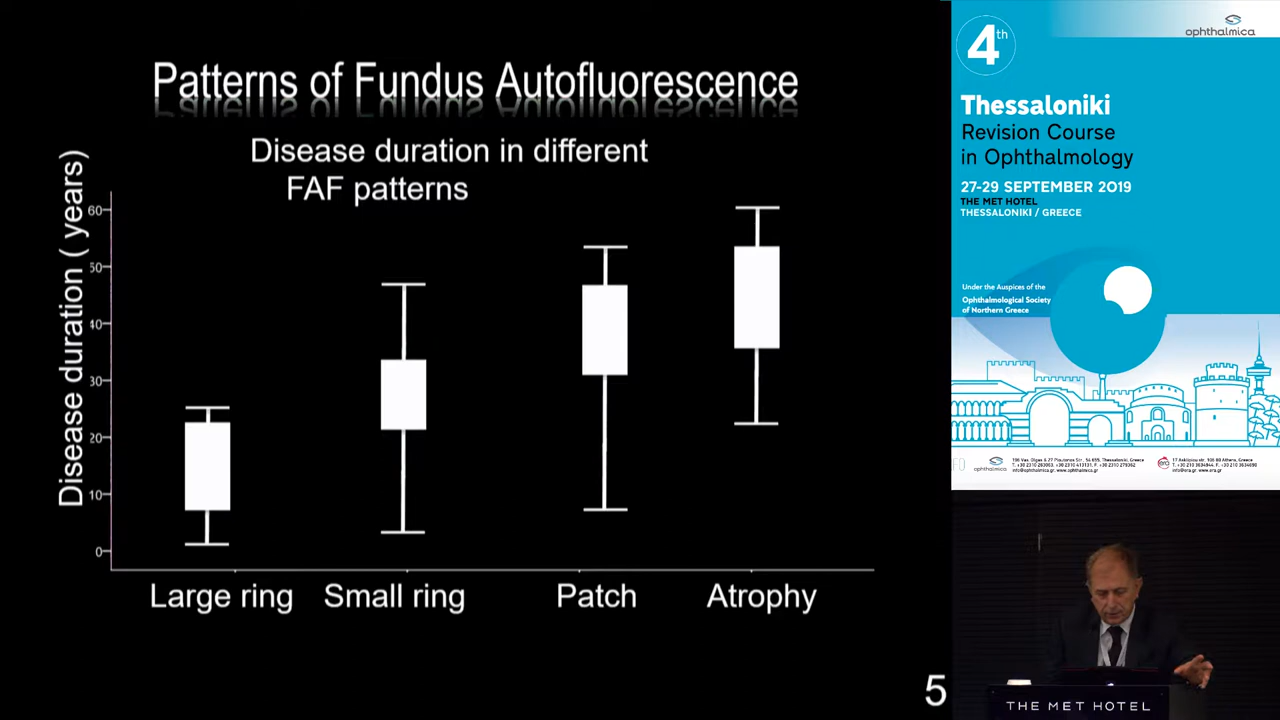 Patterns of Fundus Autofluorescence
Disease duration in different
FAF patterns
Disease duration ( years)
60
50
40
30
20
10
0
Large ring
Small ring
Patch
Atrophy
5
ophthalmica
4th
Thessaloniki
Revision Course
in Ophthalmology
27-29 SEPTEMBER 2019
THE MET HOTEL
THESSALONIKI / GREECE
Under the Auspices of the
Ophthalmological Society
of Northern Greece
ophthalmica
THE MET HOTEL